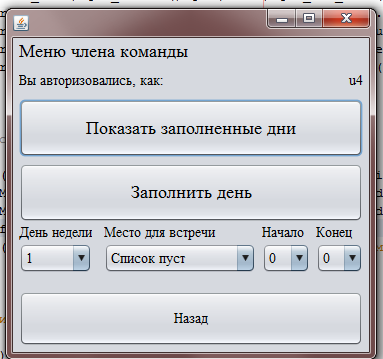 Меню члена команды
Вы авторизовались, как: u4
Показать заполненные дни
Заполнить день
День недели Место для встречи Начало Конец
1 Список пуст 0 0
Назад